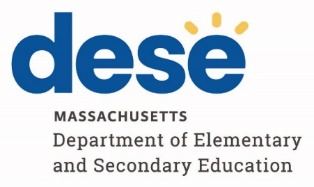 dese
MASSACHUSETTS
Department of Elementary
and Secondary Education